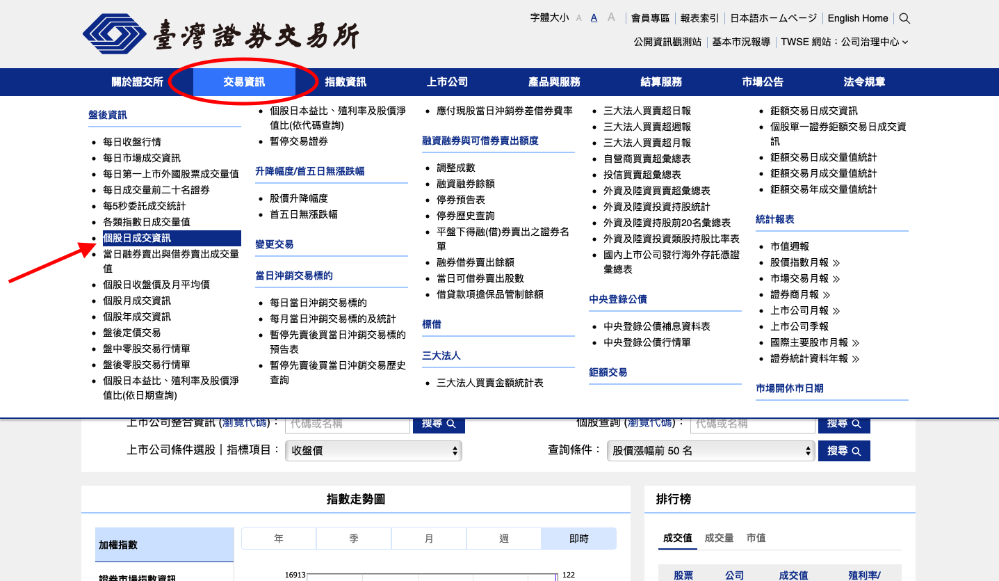 臺灣證券交易所
字體大小 A A A 會員專區 報表索引 日本語ホームページ English Home
公開資訊觀測站 基本市況報導 TWSE 網站：公司治理中心
關於證交所 交易資訊 指數資訊 上市公司 產品與服務 結算服務 市場公告 法令規章
盤後資訊
每日收盤行情
每日市場成交資訊
每日第一上市外國股票成交量值
每日成交量前二十名證券
每5秒委託成交統計
各類指數日成交量值
個股日成交資訊
當日融券賣出與借券賣出成交量
值
個股日收盤價及月平均價
個股月成交資訊
個股年成交資訊
盤後定價交易
盤中零股交易行情單
盤後零股交易行情單
個股日本益比、殖利率及股價淨
值比(依日期查詢)
個股日本益比、殖利率及股價淨
值比(依代碼查詢)
暫停交易證券
升降幅度/首五日無漲跌幅
股價升降幅度
首五日無漲跌幅
變更交易
當日沖銷交易標的
每日當日沖銷交易標的
每月當日沖銷交易標的及統計
暫停先賣後買當日沖銷交易標的
預告表
暫停先賣後買當日沖銷交易歷史
查詢
應付現股當日沖銷券差借券費率
融資融券與可借券賣出額度
調整成數
融資融券餘額
停券預告表
停券歷史查詢
平盤下得融(借)券賣出之證券名
單
融券借券賣出餘額
當日可借券賣出股數
借貸款項擔保品管制餘額
標借
三大法人
三大法人買賣金額統計表
三大法人買賣超日報
三大法人買賣超週報
三大法人買賣超月報
自營商買賣超彙總表
投信買賣超彙總表
外資及陸資買賣超彙總表
外資及陸資投資持股統計
外資及陸資持股前20名彙總表
外資及陸資投資類股持股比率表
國內上市公司發行海外存託憑證
彙總表
中央登錄公債
中央登錄公債補息資料表
中央登錄公債行情單
鉅額交易
鉅額交易日成交資訊
個股單一證券鉅額交易日成交資
訊
鉅額交易日成交量值統計
鉅額交易月成交量值統計
鉅額交易年成交量值統計
統計報表
市值週報
股價指數月報
市場交易月報
證券商月報
上市公司月報
上市公司季報
國際主要股市月報
證券統計資料年報
市場開休市日期
上市公司整合資訊 (瀏覽代碼)： 代碼或名稱 搜尋 個股查詢 (瀏覽代碼)： 代碼或名稱 搜尋
上市公司條件選股｜指標項目： 收盤價 查詢條件： 股價漲幅前 50 名 搜尋
指數走勢圖
加權指數
證券市場指數資訊
年 季 月 週 即時
16913 122
排行榜
成交值 成交量 市值
股票 公司 成交值 殖利率/